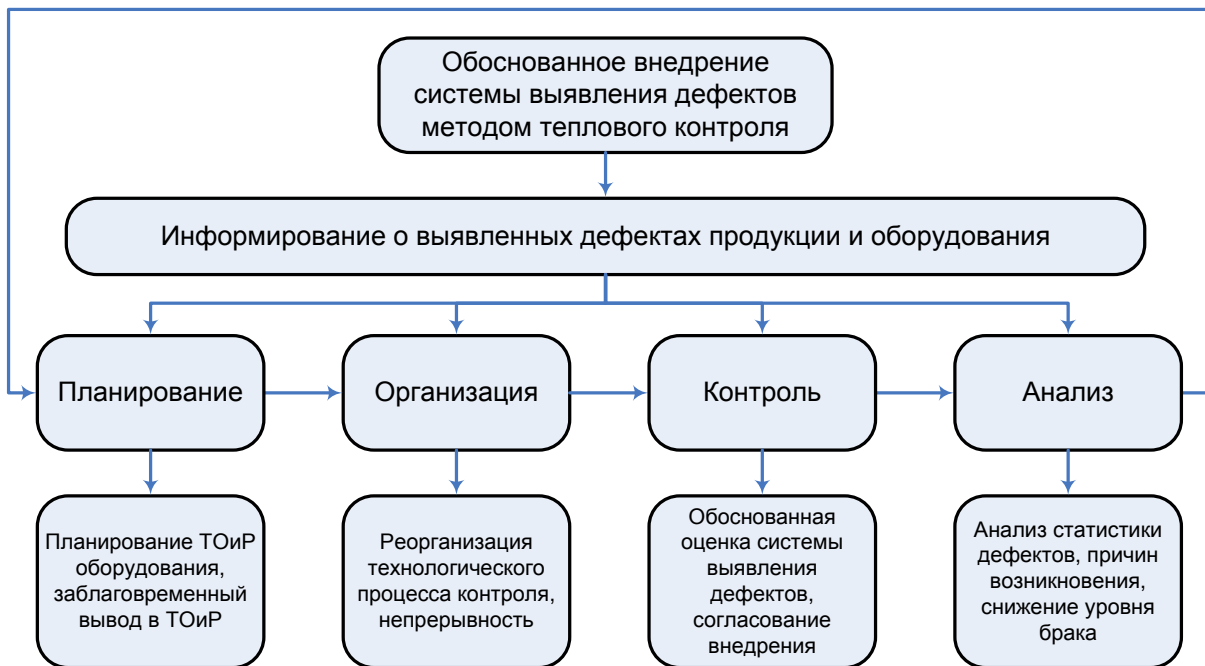 Обоснованное внедрение
системы выявления дефектов
методом теплового контроля
Информирование о выявленных дефектах продукции и оборудования
Планирование
Организация
Контроль
Анализ
Планирование ТОиР
оборудования,
заблаговременный
вывод в ТОиР
Реорганизация
технологического
процесса контроля,
непрерывность
Обоснованная
оценка системы
выявления
дефектов,
согласование
внедрения
Анализ статистики
дефектов, причин
возникновения,
снижение уровня
брака